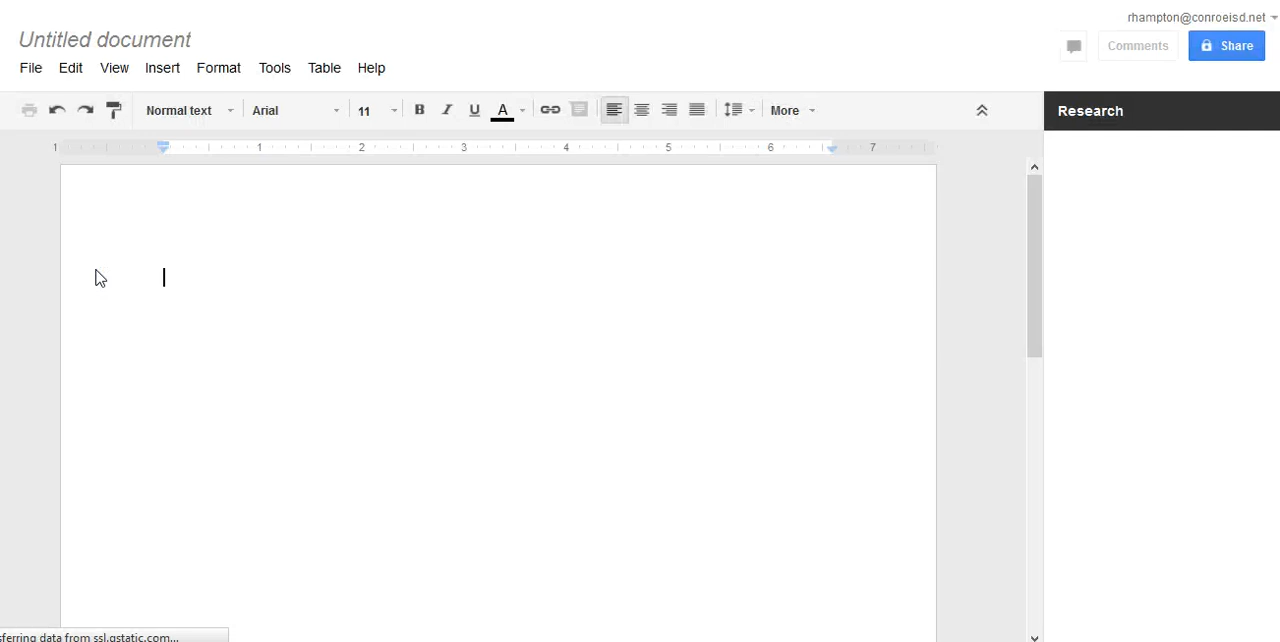 rhampton@conroeisd.net
Untitled document
Comments
Share
File Edit View Insert Format Tools Table Help
Normal text Arial 11 B I U A More
Research
1 1 2 3 4 5 6 7
sferring data from ssl.gstatic.com...